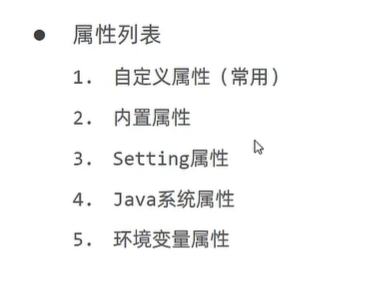 ● 属性列表
1. 自定义属性（常用）
2. 内置属性
3. Setting属性
4. Java系统属性
5. 环境变量属性